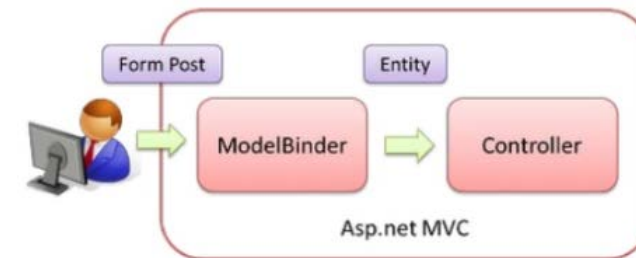 Form Post
Entity
ModelBinder
Controller
Asp.net MVC